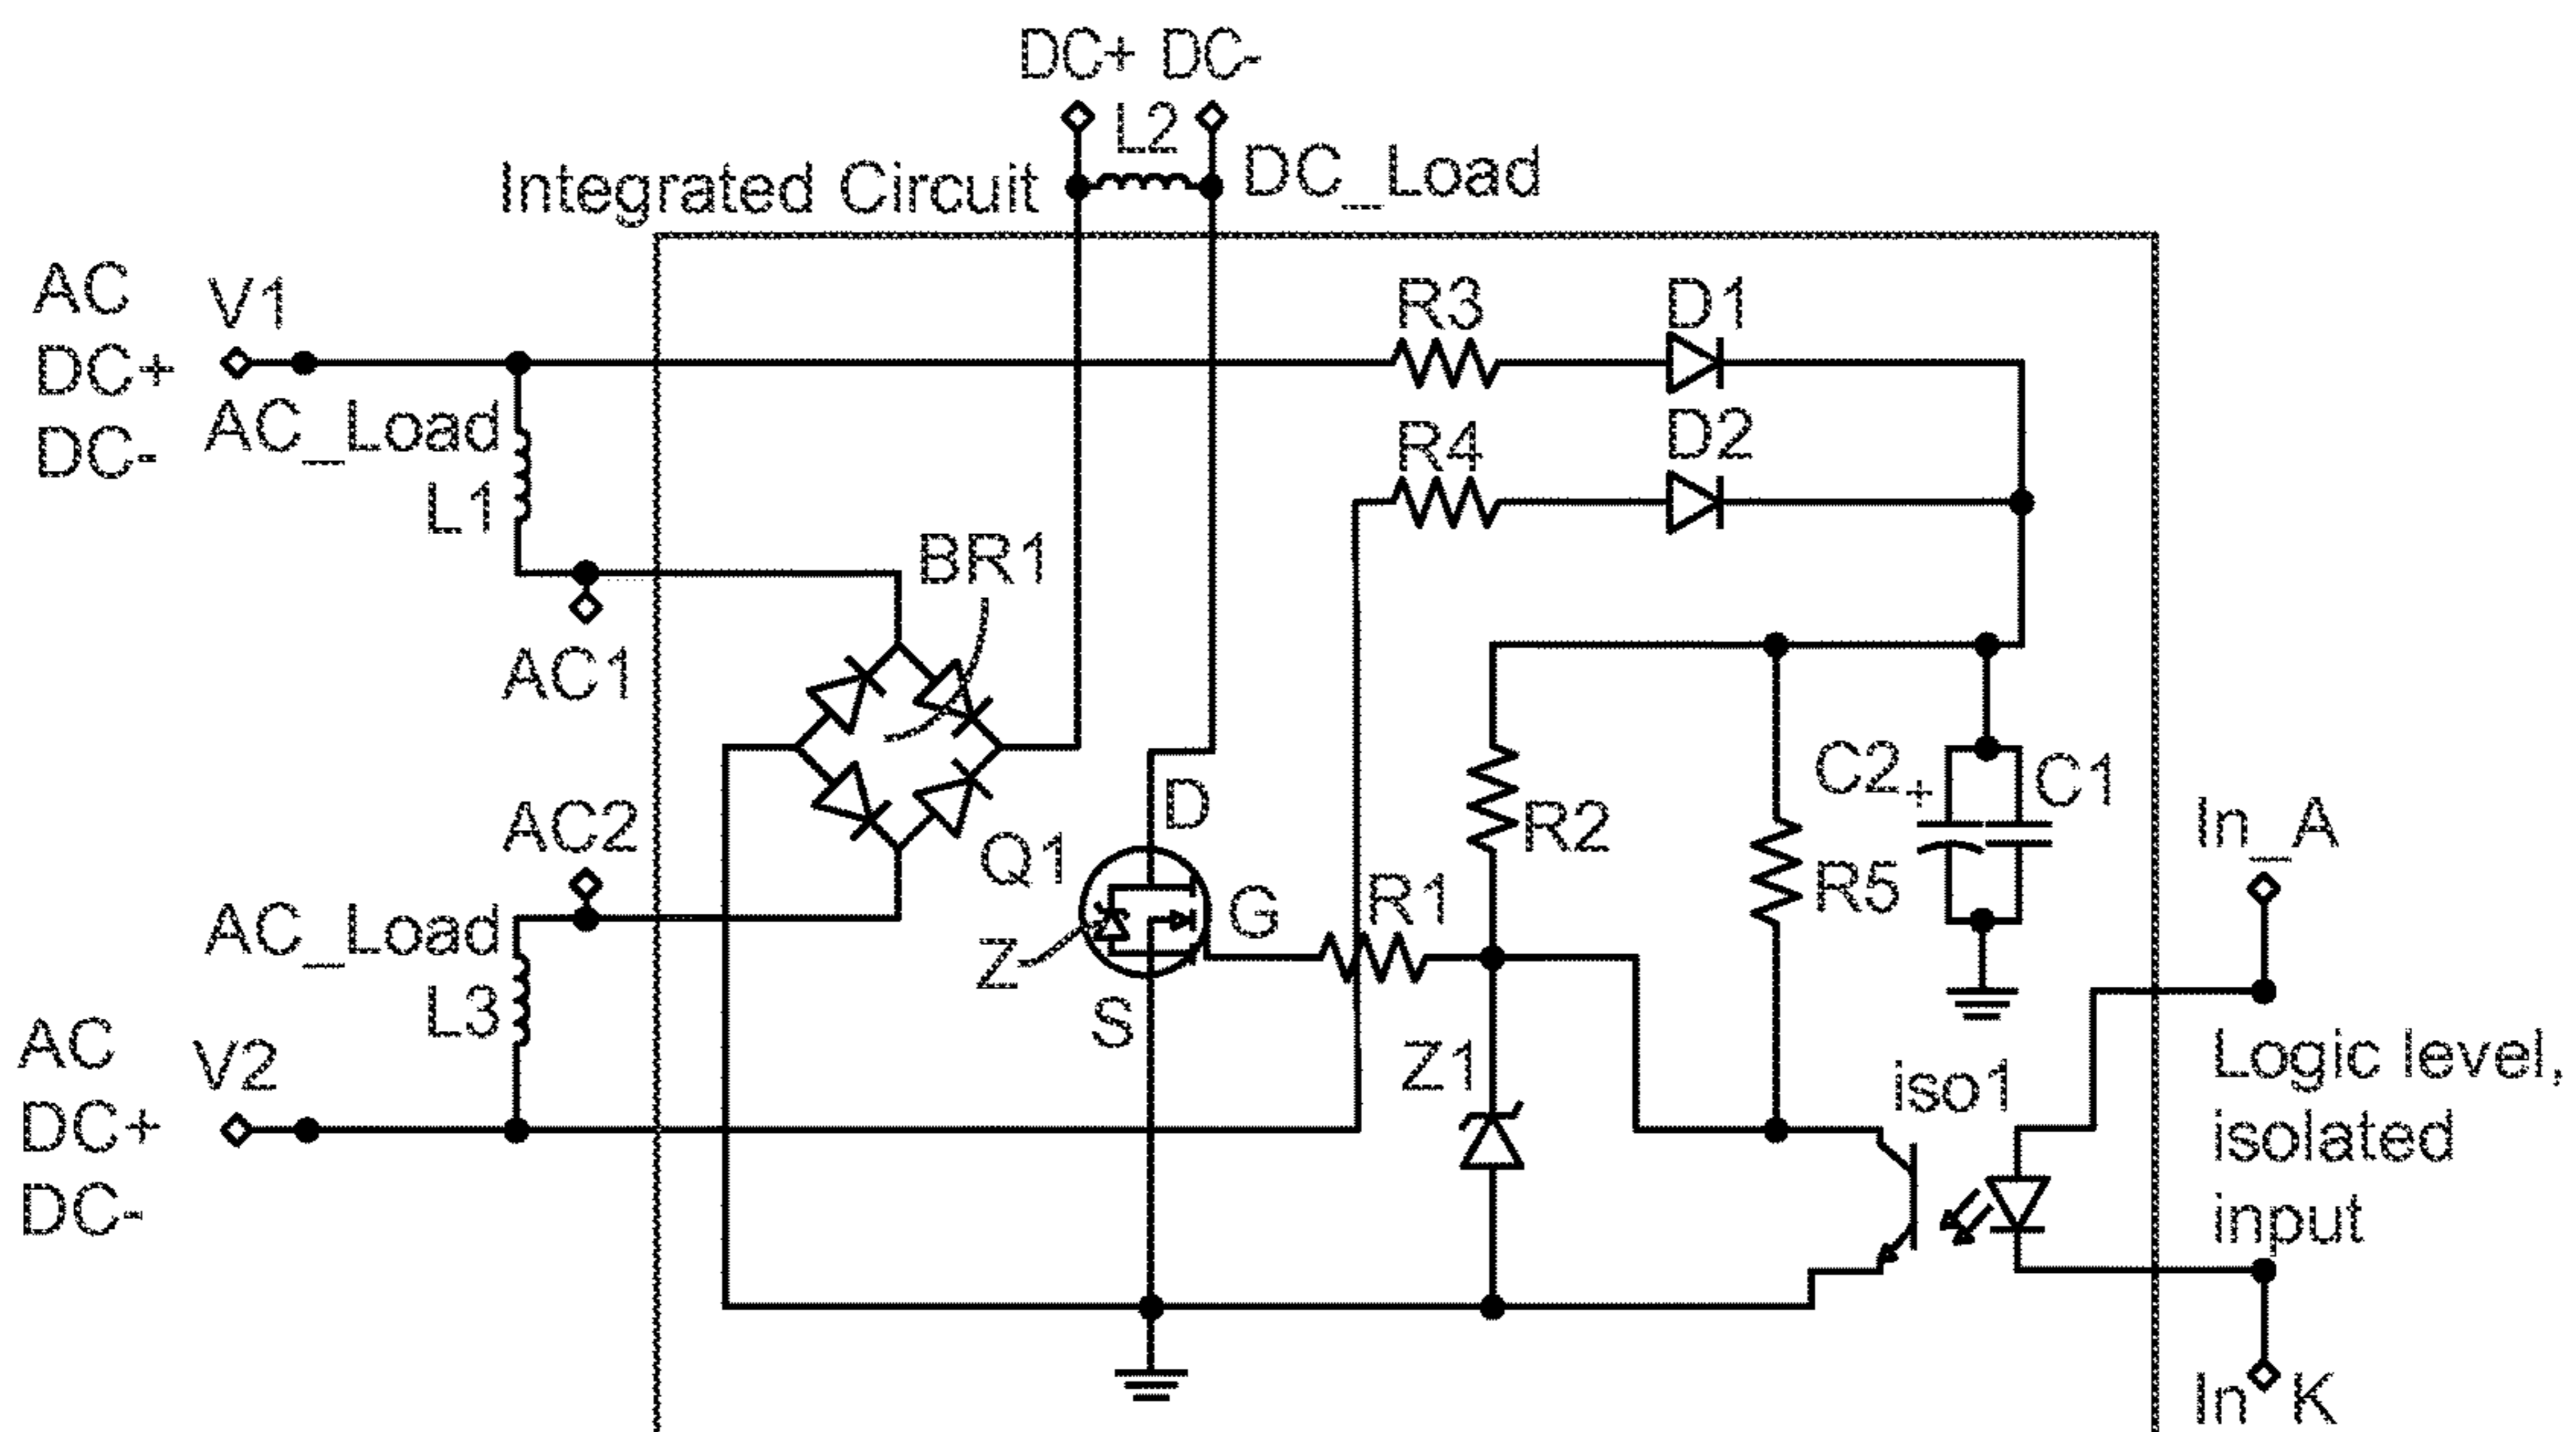 DC+ DC-
L2
Integrated Circuit
DC_Load
AC
V1
DC+
DC-
AC_Load
L1
R3
D1
R4
D2
BR1
AC1
AC2
Q1
D
G
S
Z
R1
R2
R5
C2
+
C1
In_A
AC_Load
L3
AC
V2
DC+
DC-
Z1
iso1
Logic level,
isolated
input
In K